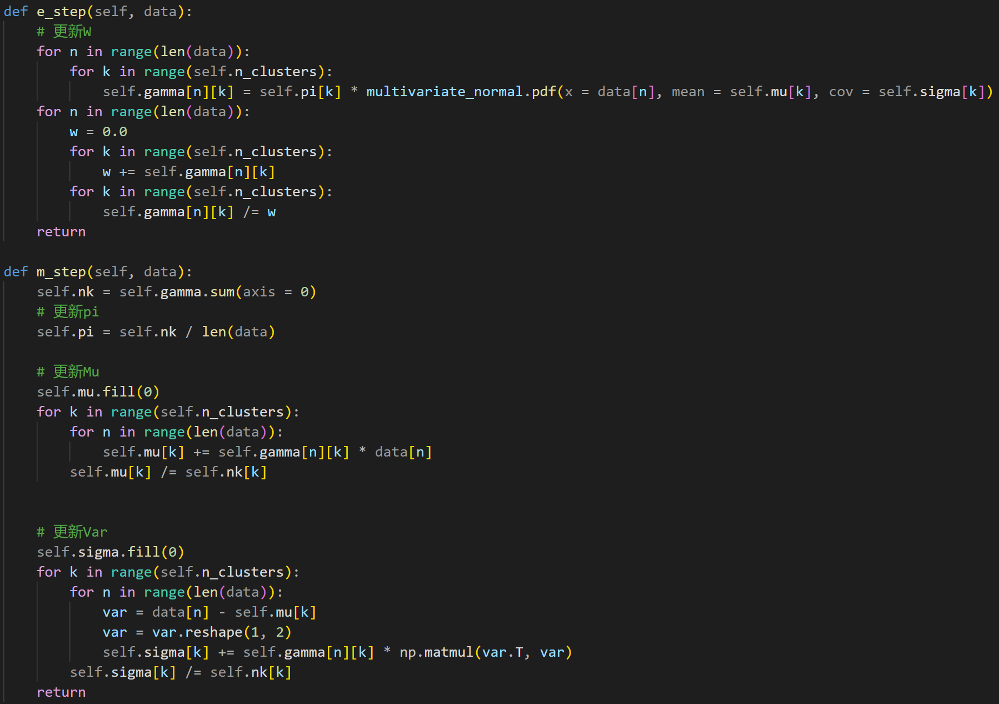 def e_step(self, data):
    # 更新W
    for n in range(len(data)):
        for k in range(self.n_clusters):
            self.gamma[n][k] = self.pi[k] * multivariate_normal.pdf(x = data[n], mean = self.mu[k], cov = self.sigma[k])
    for n in range(len(data)):
        w = 0.0
        for k in range(self.n_clusters):
            w += self.gamma[n][k]
        for k in range(self.n_clusters):
            self.gamma[n][k] /= w
    return

def m_step(self, data):
    self.nk = self.gamma.sum(axis = 0)
    # 更新pi
    self.pi = self.nk / len(data)

    # 更新Mu
    self.mu.fill(0)
    for k in range(self.n_clusters):
        for n in range(len(data)):
            self.mu[k] += self.gamma[n][k] * data[n]
        self.mu[k] /= self.nk[k]


    # 更新Var
    self.sigma.fill(0)
    for k in range(self.n_clusters):
        for n in range(len(data)):
            var = data[n] - self.mu[k]
            var = var.reshape(1, 2)
            self.sigma[k] += self.gamma[n][k] * np.matmul(var.T, var)
        self.sigma[k] /= self.nk[k]
    return